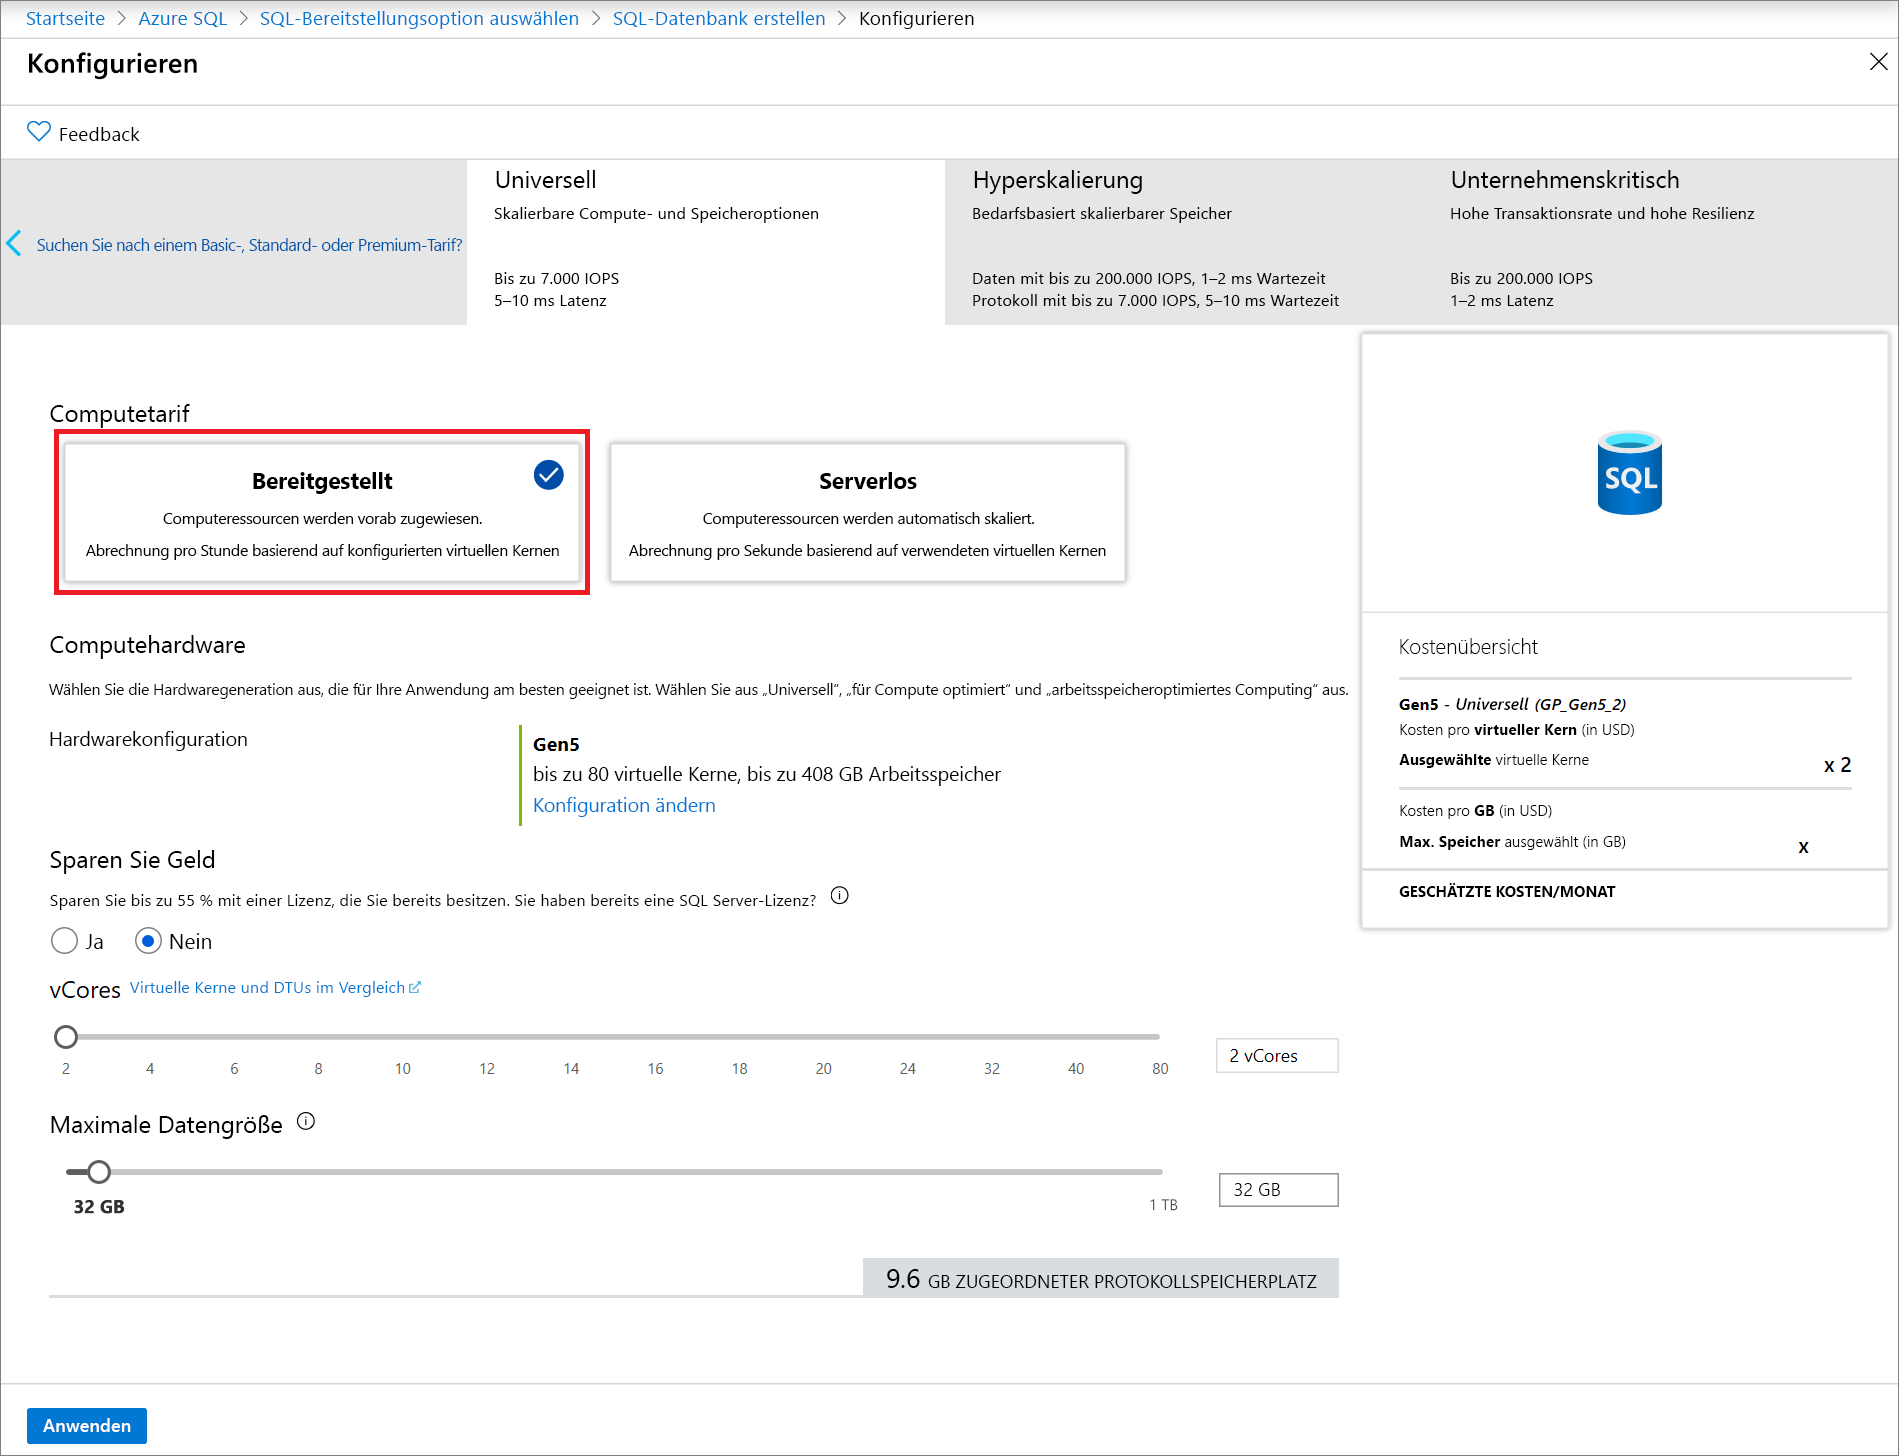 Startseite > Azure SQL > SQL-Bereitstellungsoption auswählen > SQL-Datenbank erstellen > Konfigurieren
Konfigurieren
Feedback
Suchen Sie nach einem Basic-, Standard- oder Premium-Tarif?
Universell
Skalierbare Compute- und Speicheroptionen
Bis zu 7.000 IOPS
5–10 ms Latenz
Hyperskalierung
Bedarfsbasiert skalierbarer Speicher
Daten mit bis zu 200.000 IOPS, 1–2 ms Wartezeit
Protokoll mit bis zu 7.000 IOPS, 5–10 ms Wartezeit
Unternehmenskritisch
Hohe Transaktionsrate und hohe Resilienz
Bis zu 200.000 IOPS
1–2 ms Latenz
Computetarif
Bereitgestellt
Computeressourcen werden vorab zugewiesen.
Abrechnung pro Stunde basierend auf konfigurierten virtuellen Kernen
Serverlos
Computeressourcen werden automatisch skaliert.
Abrechnung pro Sekunde basierend auf verwendeten virtuellen Kernen
Computehardware
Wählen Sie die Hardwaregeneration aus, die für Ihre Anwendung am besten geeignet ist. Wählen Sie aus „Universell“, „für Compute optimiert“ und „arbeitsspeicheroptimiertes Computing“ aus.
Hardwarekonfiguration
Gen5
bis zu 80 virtuelle Kerne, bis zu 408 GB Arbeitsspeicher
Konfiguration ändern
Sparen Sie Geld
Sparen Sie bis zu 55 % mit einer Lizenz, die Sie bereits besitzen. Sie haben bereits eine SQL Server-Lizenz?
Ja Nein
vCores Virtuelle Kerne und DTUs im Vergleich
2 4 6 8 10 12 14 16 18 20 24 32 40 80
2 vCores
Maximale Datengröße
32 GB
1 TB
32 GB
9.6 GB ZUGEORDNETER PROTOKOLLSPEICHERPLATZ
SQL
Kostenübersicht
Gen5 - Universell (GP_Gen5_2)
Kosten pro virtueller Kern (in USD)
Ausgewählte virtuelle Kerne x 2
Kosten pro GB (in USD)
Max. Speicher ausgewählt (in GB) x
GESCHÄTZTE KOSTEN/MONAT
Anwenden